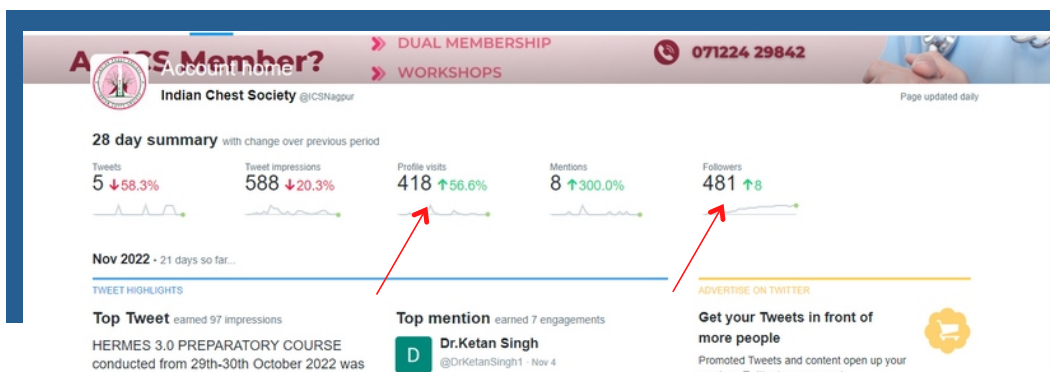 An ICS Member?
DUAL MEMBERSHIP
WORKSHOPS
071224 29842
Account home
Indian Chest Society @ICSNagpur
Page updated daily
28 day summary with change over previous period
Tweets
5 ↓58.3%
Tweet impressions
588 ↓20.3%
Profile visits
418 ↑56.6%
Mentions
8 ↑300.0%
Followers
481 ↑8
Nov 2022 • 21 days so far...
TWEET HIGHLIGHTS
ADVERTISE ON TWITTER
Top Tweet earned 97 impressions
HERMES 3.0 PREPARATORY COURSE
conducted from 29th-30th October 2022 was
Top mention earned 7 engagements
D
Dr.Ketan Singh
@DrKetanSingh1 · Nov 4
Get your Tweets in front of
more people
Promoted Tweets and content open up your